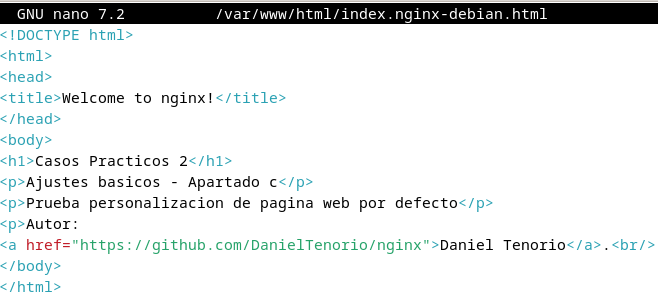 GNU nano 7.2 /var/www/html/index.nginx-debian.html
<!DOCTYPE html>
<html>
<head>
<title>Welcome to nginx!</title>
</head>
<body>
<h1>Casos Practicos 2</h1>
<p>Ajustes basicos - Apartado c</p>
<p>Prueba personalizacion de pagina web por defecto</p>
<p>Autor:
<a href="https://github.com/DanielTenorio/nginx">Daniel Tenorio</a>.<br/>
</body>
</html>